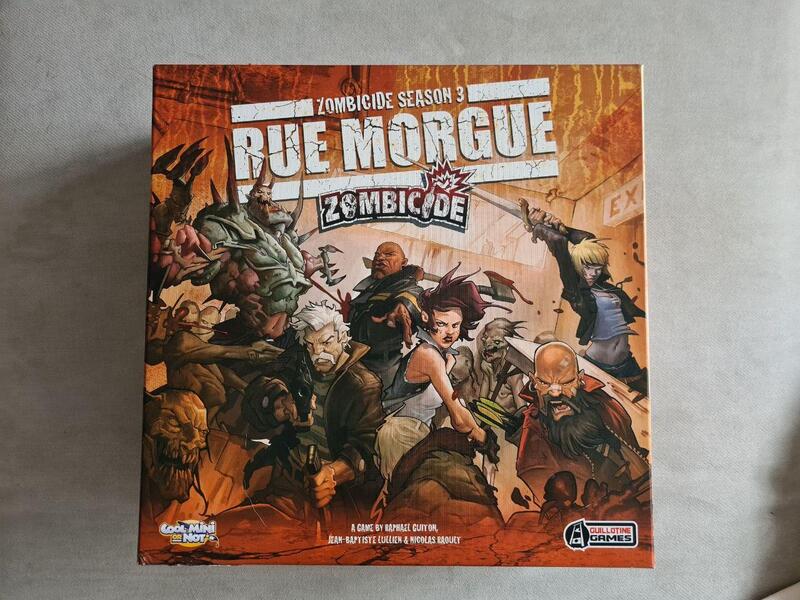 ZOMBICIDE SEASON 3
RUE MORGUE
ZOMBICIDE
EX
A GAME BY RAPHAEL GUITON,
JEAN-BAPTISTE LULLIEN & NICOLAS RAOULT
COOL MINI
OR NOT
GUILLOTINE
GAMES